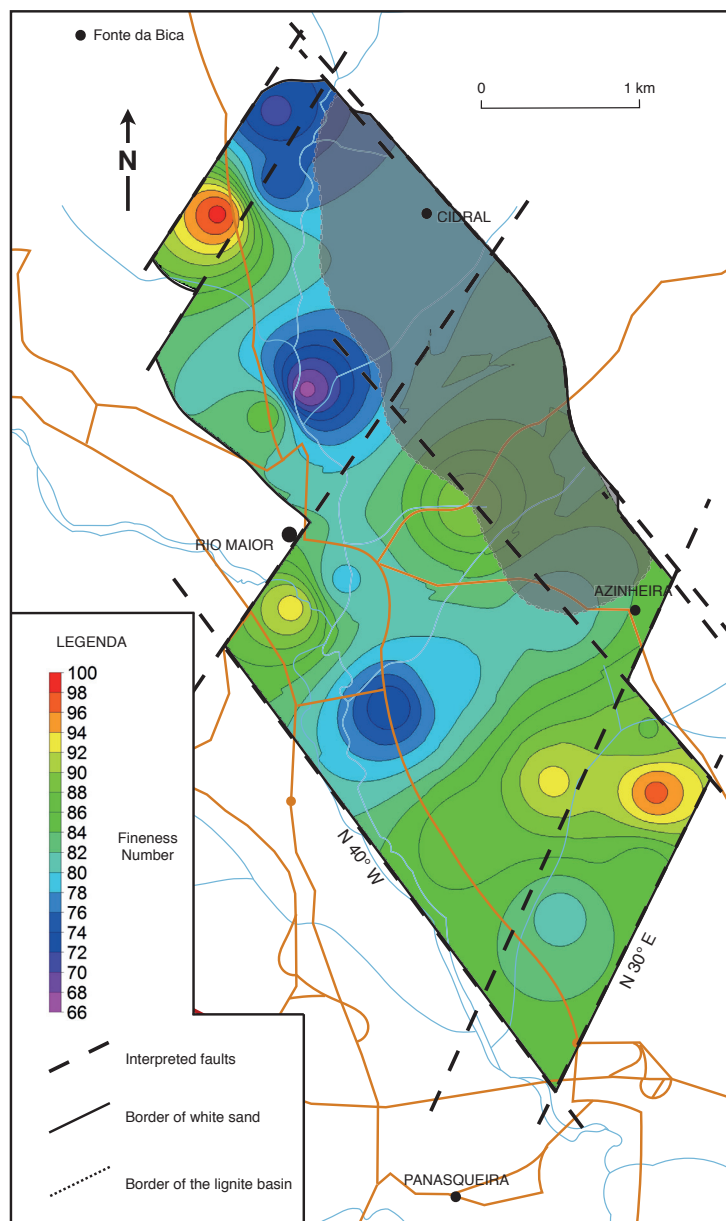 Fonte da Bica
0
1 km
N
CIDRAL
RIO MAIOR
AZINHEIRA
LEGENDA
100
98
96
94
92
90
88
86
84
82
80
78
76
74
72
70
68
66
Fineness
Number
N 40° W
N 30° E
Interpreted faults
Border of white sand
Border of the lignite basin
PANASQUEIRA